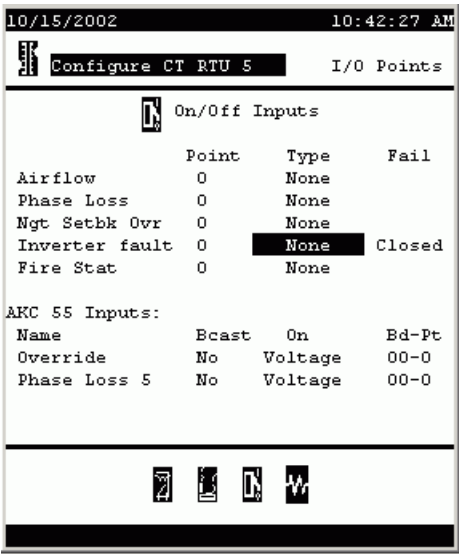 10/15/2002 10:42:27 AM
Configure CT RTU 5 I/O Points
On/Off Inputs
Point Type Fail
Airflow 0 None
Phase Loss 0 None
Ngt Setbk Ovr 0 None
Inverter fault 0 None Closed
Fire Stat 0 None
AKC 55 Inputs:
Name Bcast On Bd-Pt
Override No Voltage 00-0
Phase Loss 5 No Voltage 00-0